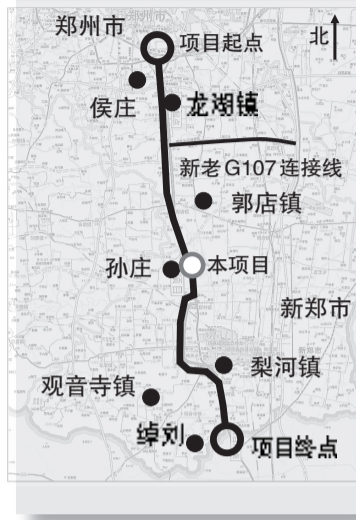 郑州市
项目起点
北
侯庄
龙湖镇
新老G107连接线
郭店镇
孙庄
本项目
新郑市
梨河镇
观音寺镇
绰刘
项目终点